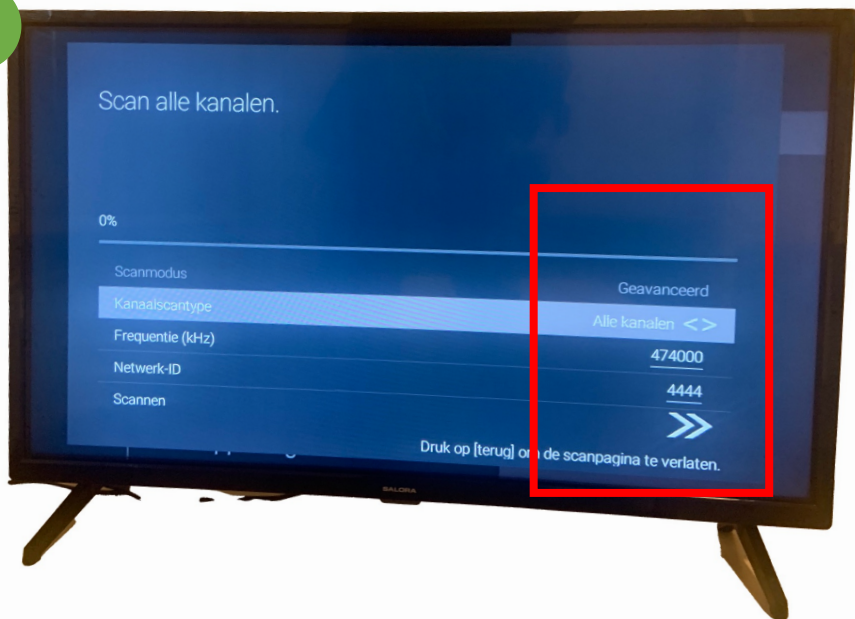 Scan alle kanalen.
0%
Scanmodus Geavanceerd
Kanaalscantype Alle kanalen <>
Frequentie (kHz) 474000
Netwerk-ID 4444
Scannen
Druk op [terug] om de scanpagina te verlaten.
SALORA